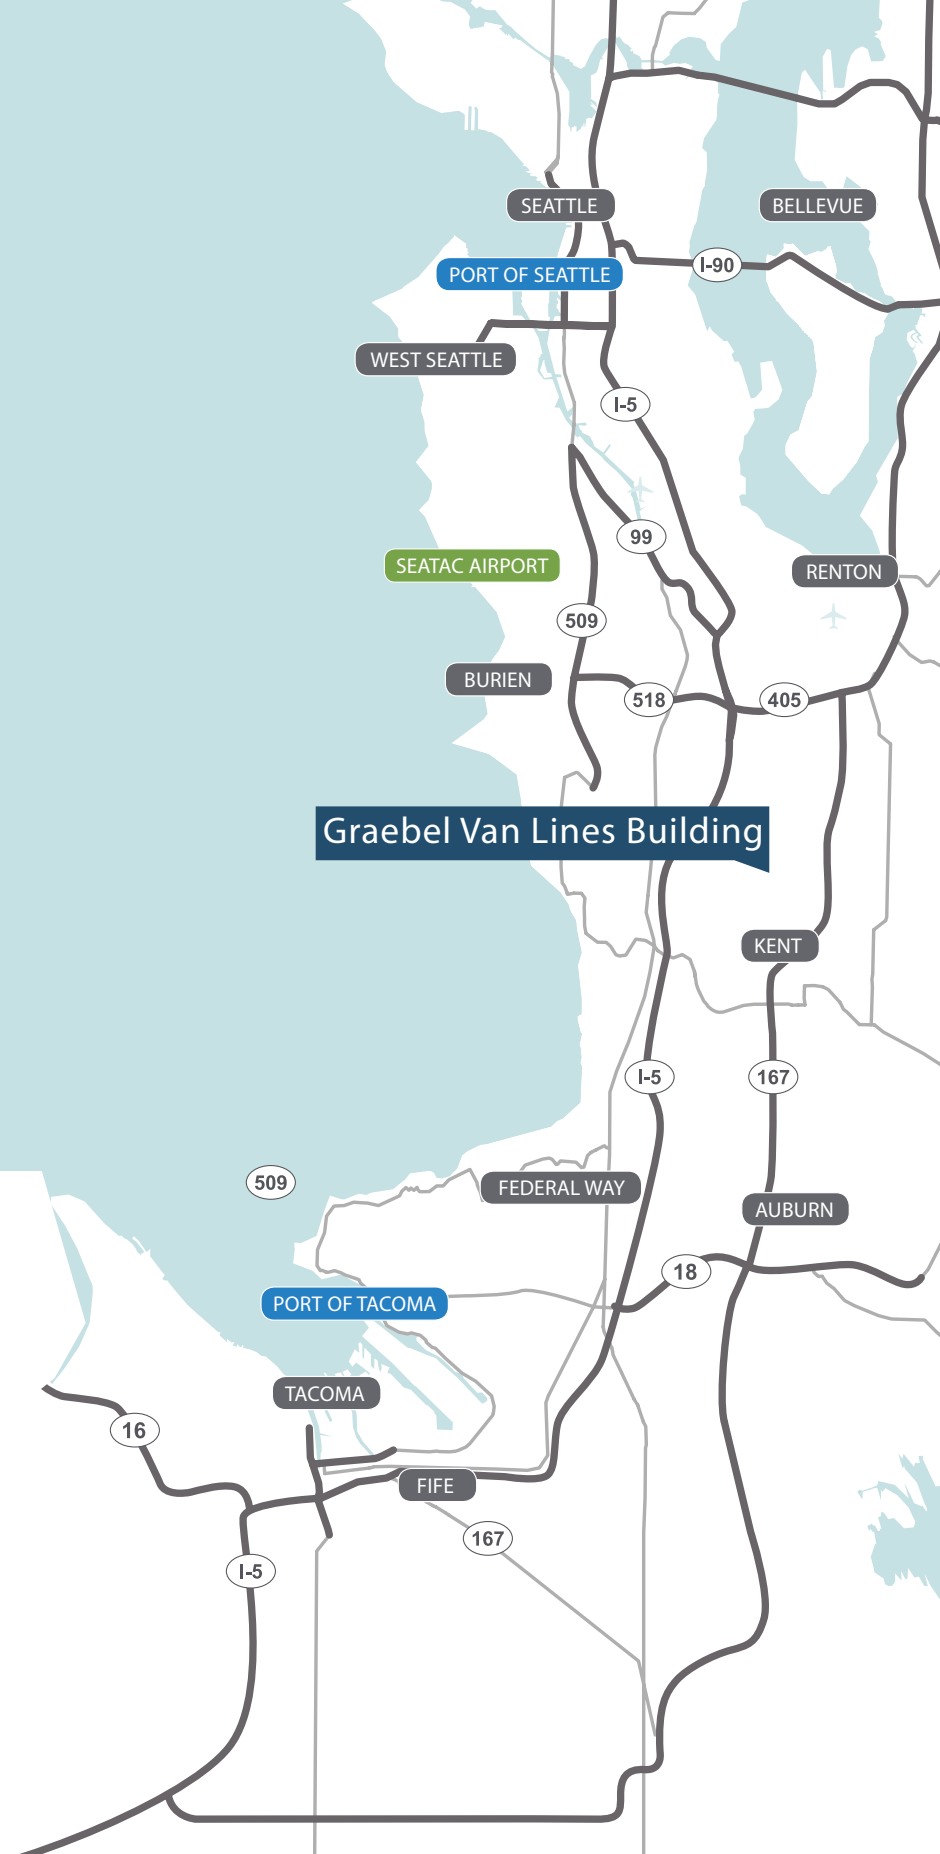 SEATTLE
BELLEVUE
I-90
PORT OF SEATTLE
WEST SEATTLE
I-5
99
SEATAC AIRPORT
RENTON
509
BURIEN
518
405
Graebel Van Lines Building
KENT
I-5
167
509
FEDERAL WAY
AUBURN
18
PORT OF TACOMA
TACOMA
16
FIFE
167
I-5